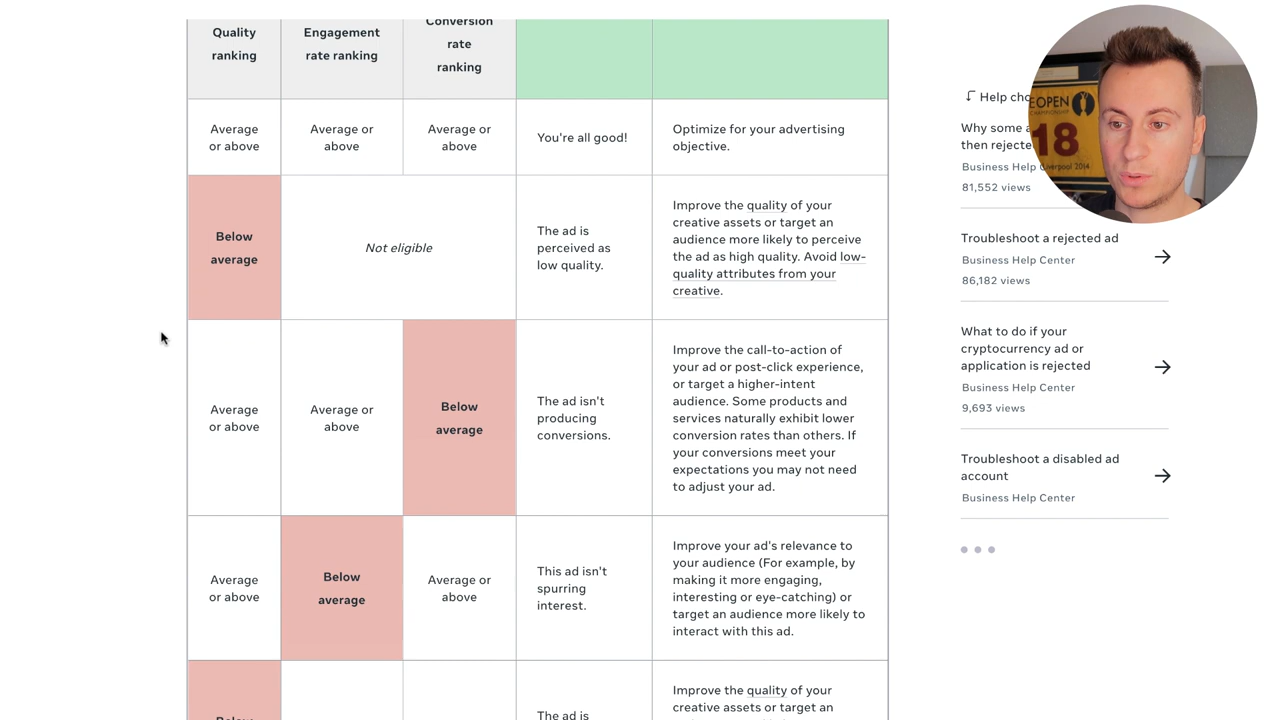 Quality
ranking
Engagement
rate ranking
Conversion
rate
ranking
Average
or above
Average or
above
Average or
above
You're all good!
Optimize for your advertising
objective.
Below
average
Not eligible
The ad is
perceived as
low quality.
Improve the quality of your
creative assets or target an
audience more likely to perceive
the ad as high quality. Avoid low-
quality attributes from your
creative.
Average
or above
Average or
above
Below
average
The ad isn't
producing
conversions.
Improve the call-to-action of
your ad or post-click experience,
or target a higher-intent
audience. Some products and
services naturally exhibit lower
conversion rates than others. If
your conversions meet your
expectations you may not need
to adjust your ad.
Average
or above
Below
average
Average or
above
This ad isn't
spurring
interest.
Improve your ad's relevance to
your audience (For example, by
making it more engaging,
interesting or eye-catching) or
target an audience more likely to
interact with this ad.
Below
The ad is
Improve the quality of your
creative assets or target an
Help
Why some
then
Business Help
81,552 views
Troubleshoot a rejected ad
Business Help Center
86,182 views
What to do if your
cryptocurrency ad or
application is rejected
Business Help Center
9,693 views
Troubleshoot a disabled ad
account
Business Help Center
OPEN
18
Liverpool 2014